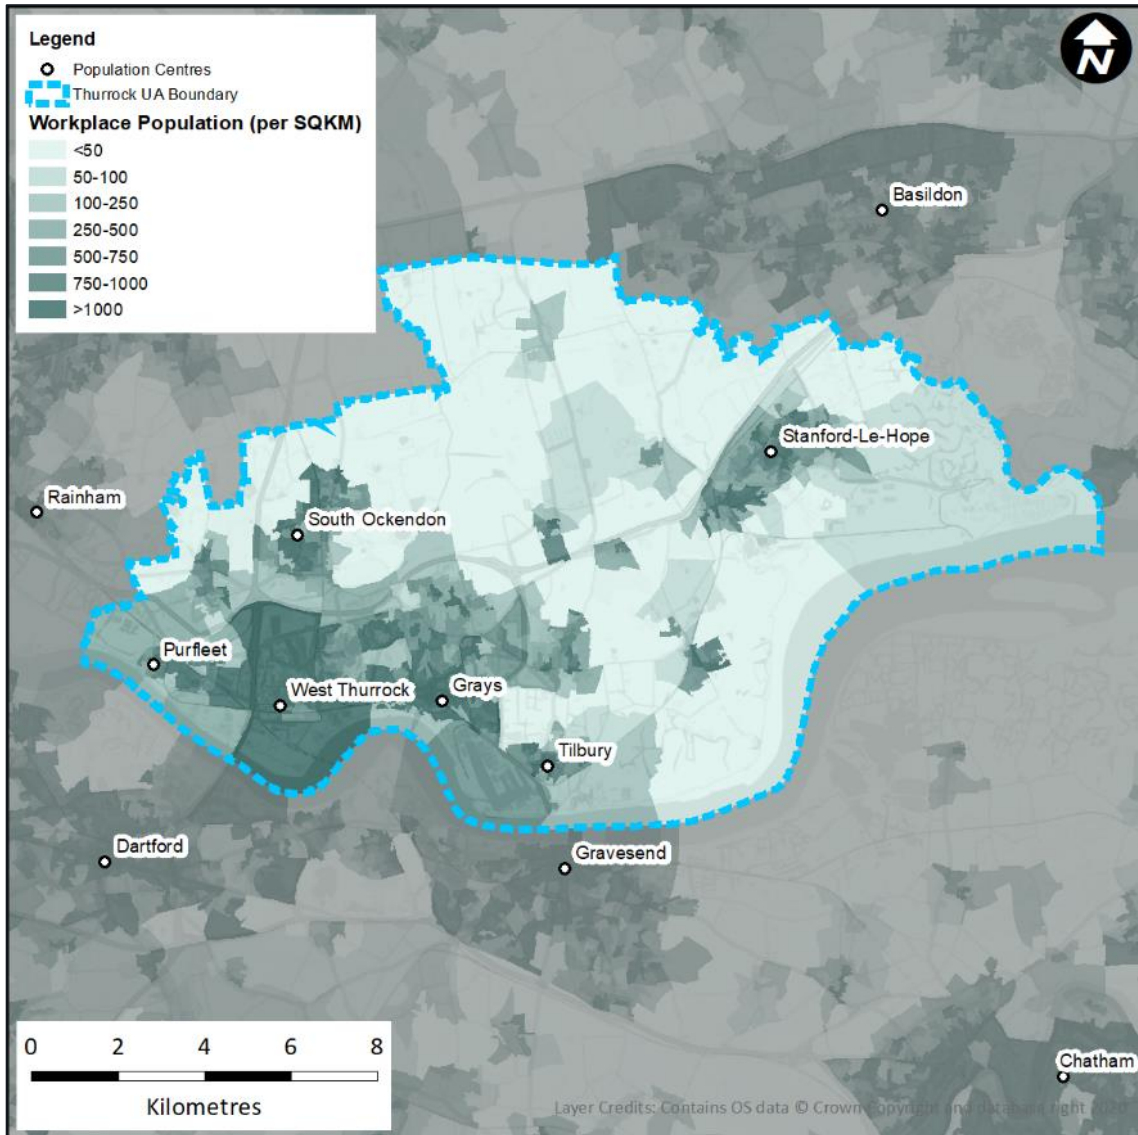 Legend
Population Centres
Thurrock UA Boundary
Workplace Population (per SQKM)
<50
50-100
100-250
250-500
500-750
750-1000
>1000
N
Basildon
Stanford-Le-Hope
Rainham
South Ockendon
Purfleet
West Thurrock
Grays
Tilbury
Dartford
Gravesend
0 2 4 6 8
Kilometres
Chatham
Layer Credits: Contains OS data © Crown Copyright and database right 2020